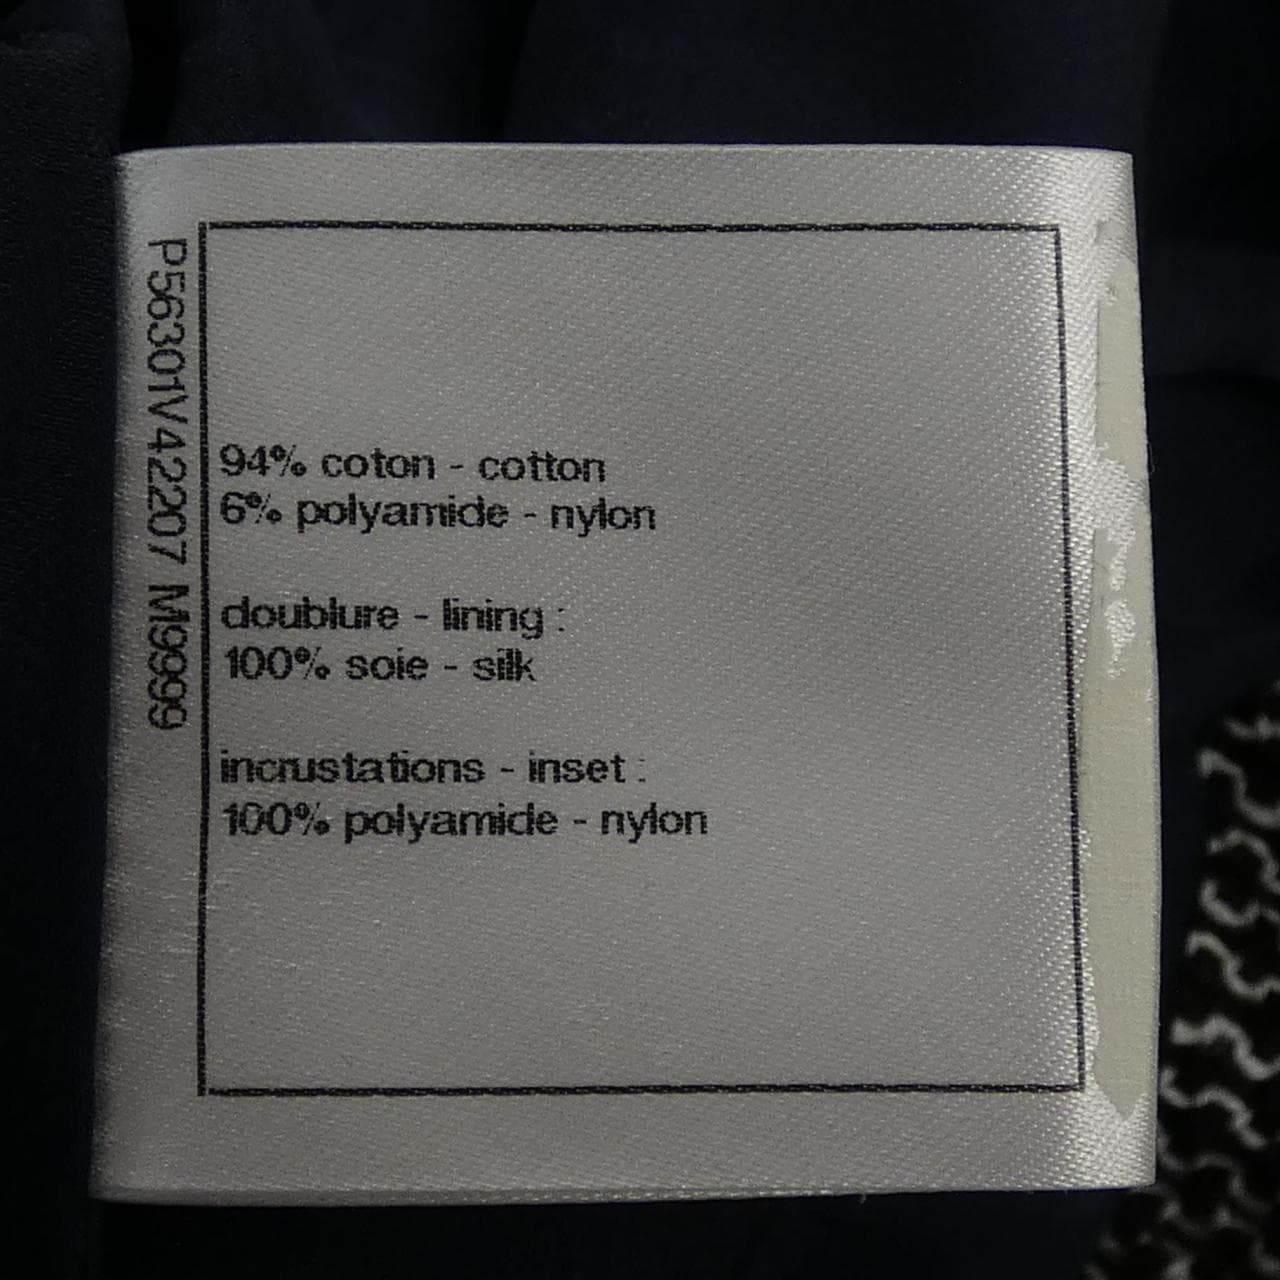 P56301V42207 M9999
94% coton - cotton
6% polyamide - nylon
doublure - lining :
100% soie - silk
incrustations - inset :
100% polyamide - nylon